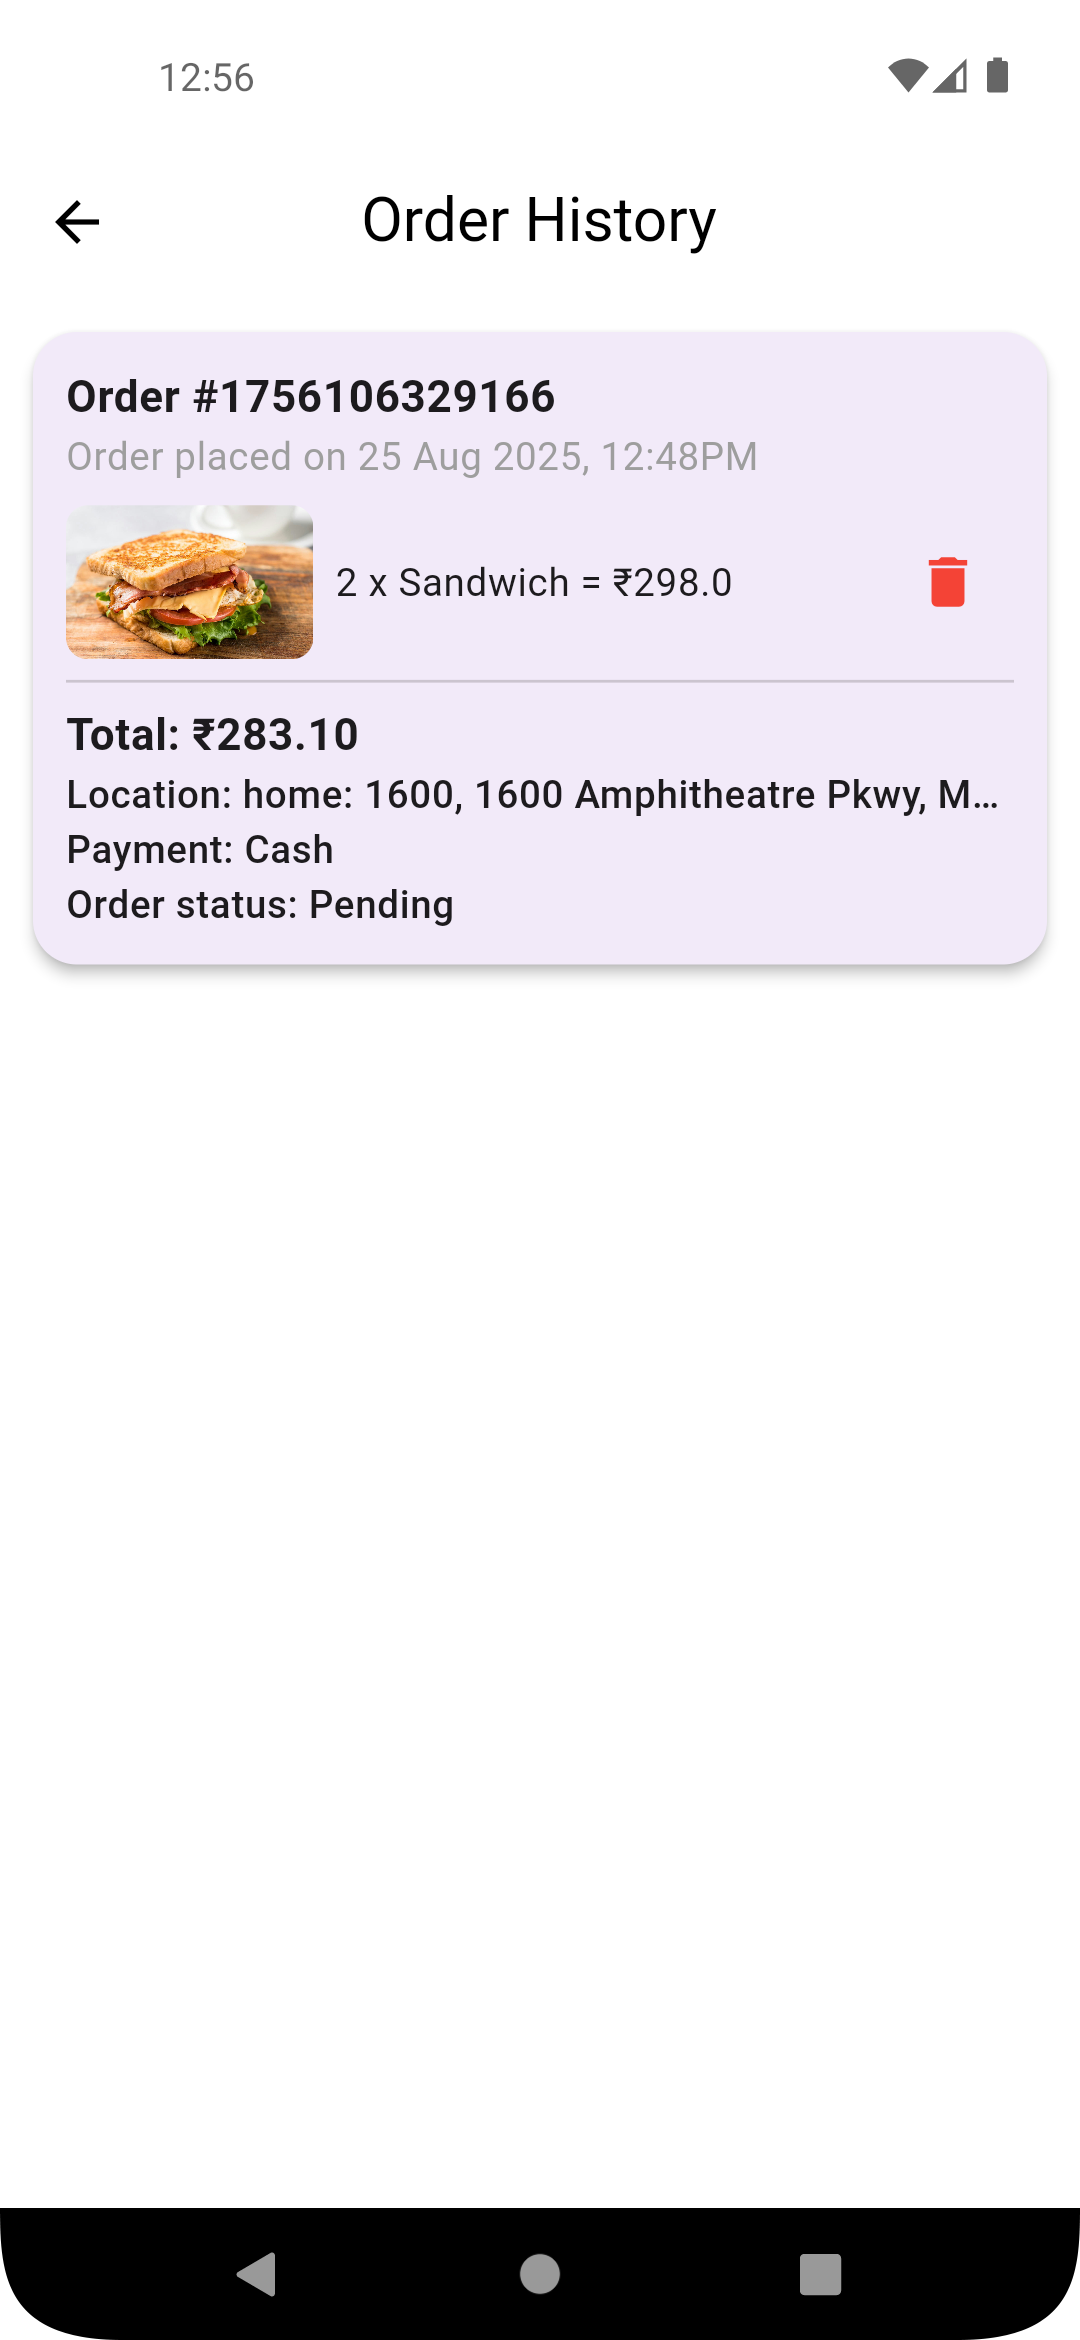 12:56
Order History
Order #1756106329166
Order placed on 25 Aug 2025, 12:48PM
2 x Sandwich = ₹298.0
Total: ₹283.10
Location: home: 1600, 1600 Amphitheatre Pkwy, M…
Payment: Cash
Order status: Pending